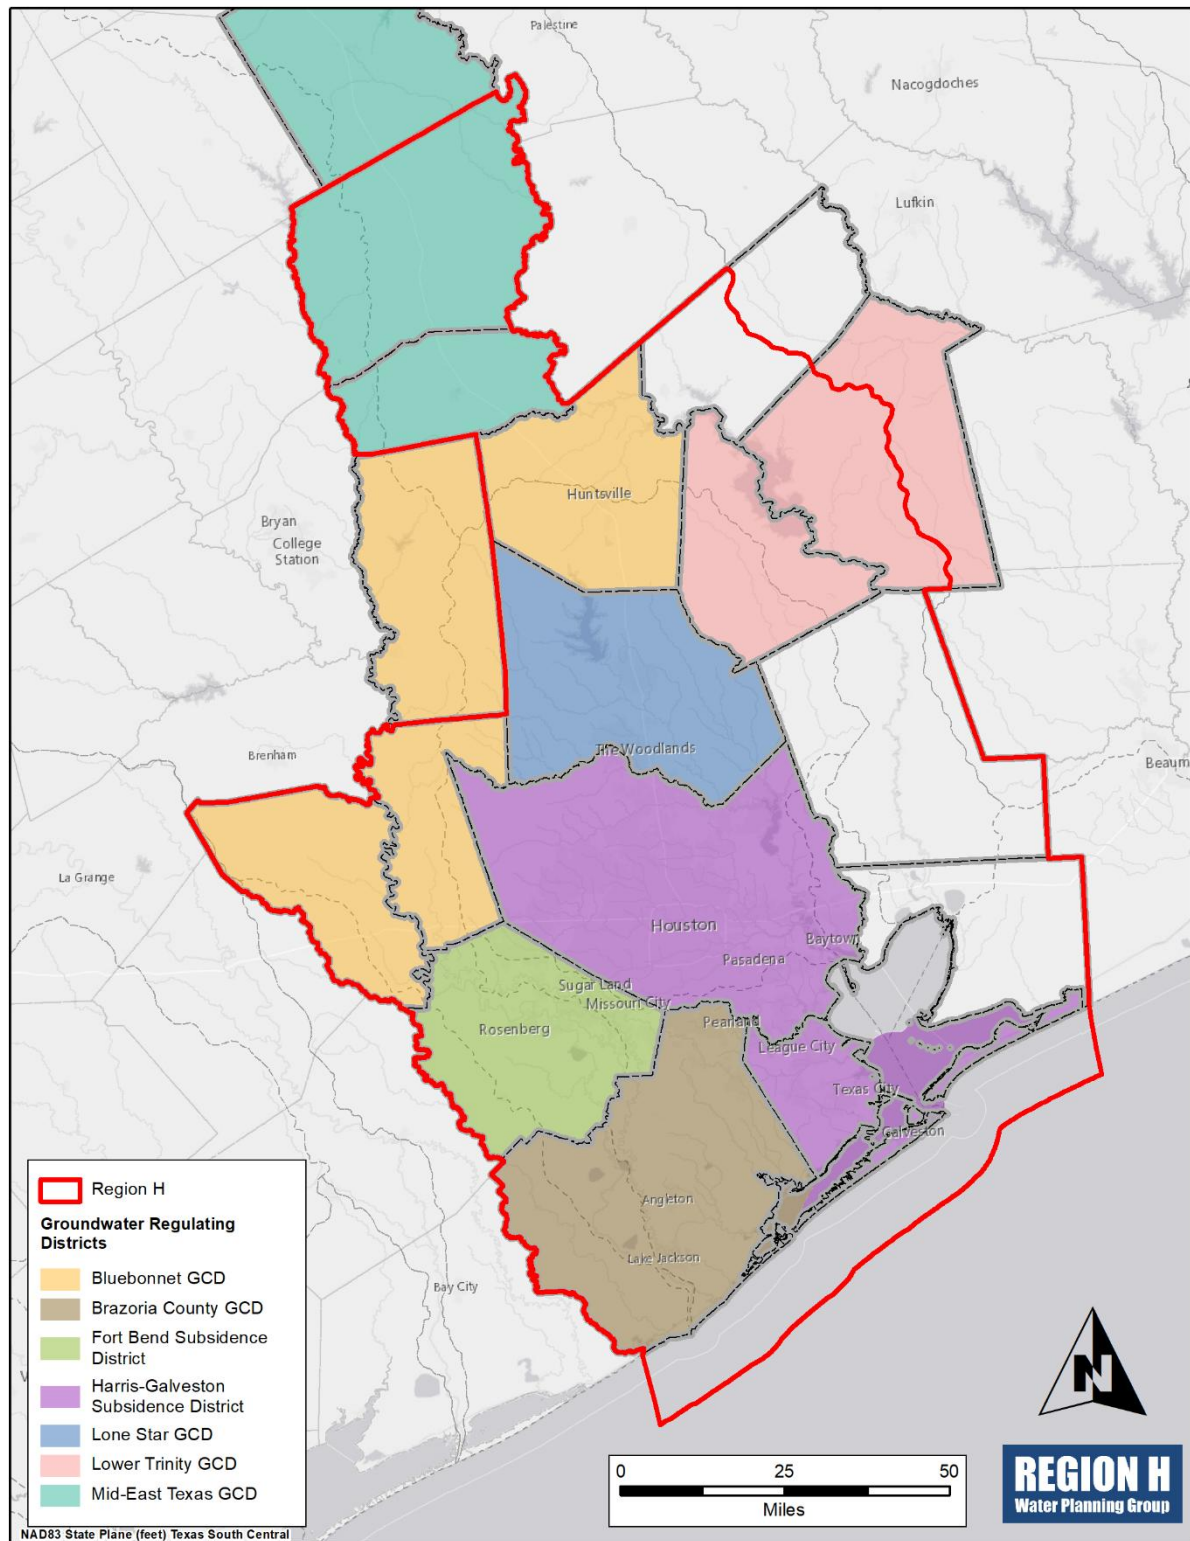 Palestine
Nacogdoches
Lufkin
Huntsville
Bryan
College
Station
The Woodlands
Brenham
Beaum
La Grange
Houston
Baytown
Pasadena
Sugar Land
Missouri City
Rosenberg
Pearland
League City
Texas City
Galveston
Angleton
Lake Jackson
Bay City
Region H
Groundwater Regulating
Districts
Bluebonnet GCD
Brazoria County GCD
Fort Bend Subsidence
District
Harris-Galveston
Subsidence District
Lone Star GCD
Lower Trinity GCD
Mid-East Texas GCD
NAD83 State Plane (feet) Texas South Central
0 25 50
Miles
N
REGION H
Water Planning Group